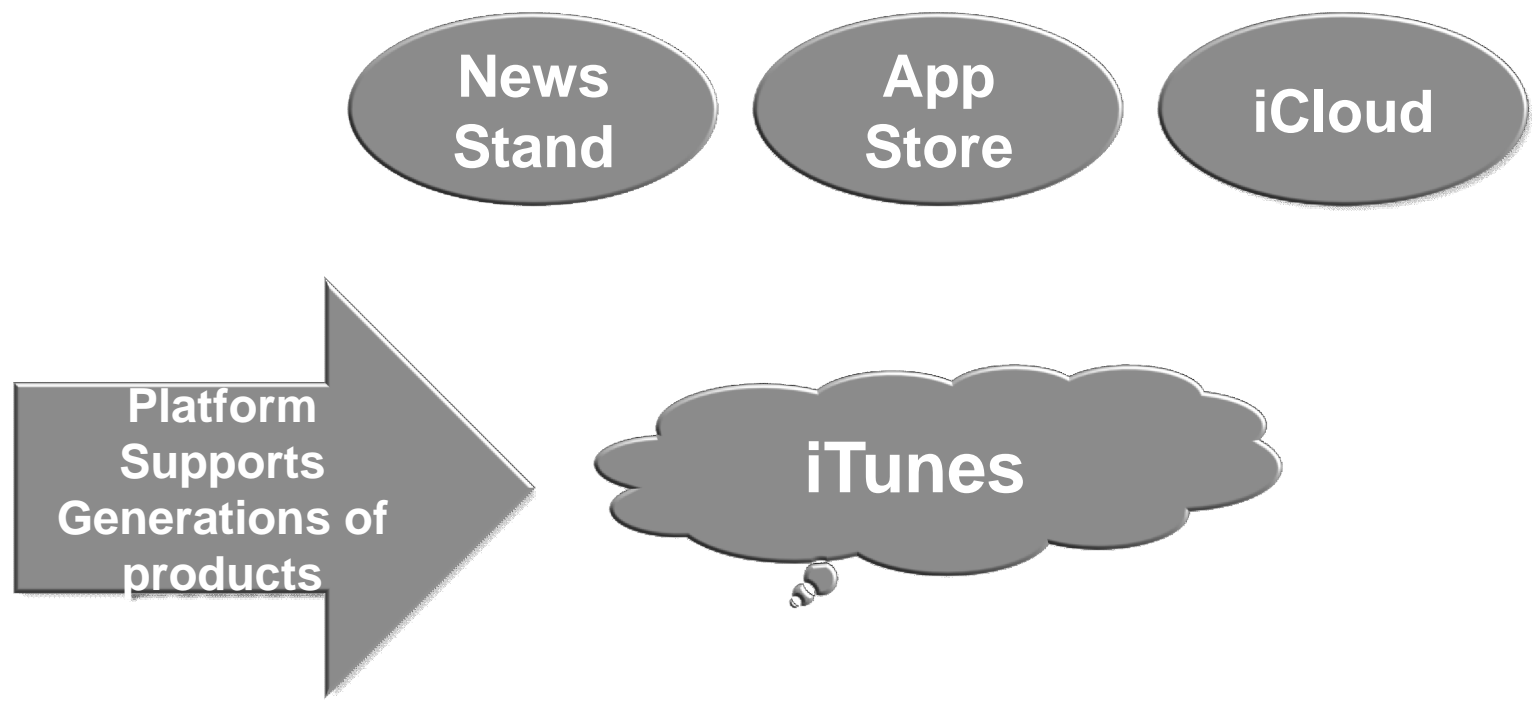 News
Stand
App
Store
iCloud
Platform
Supports
Generations of
products
iTunes